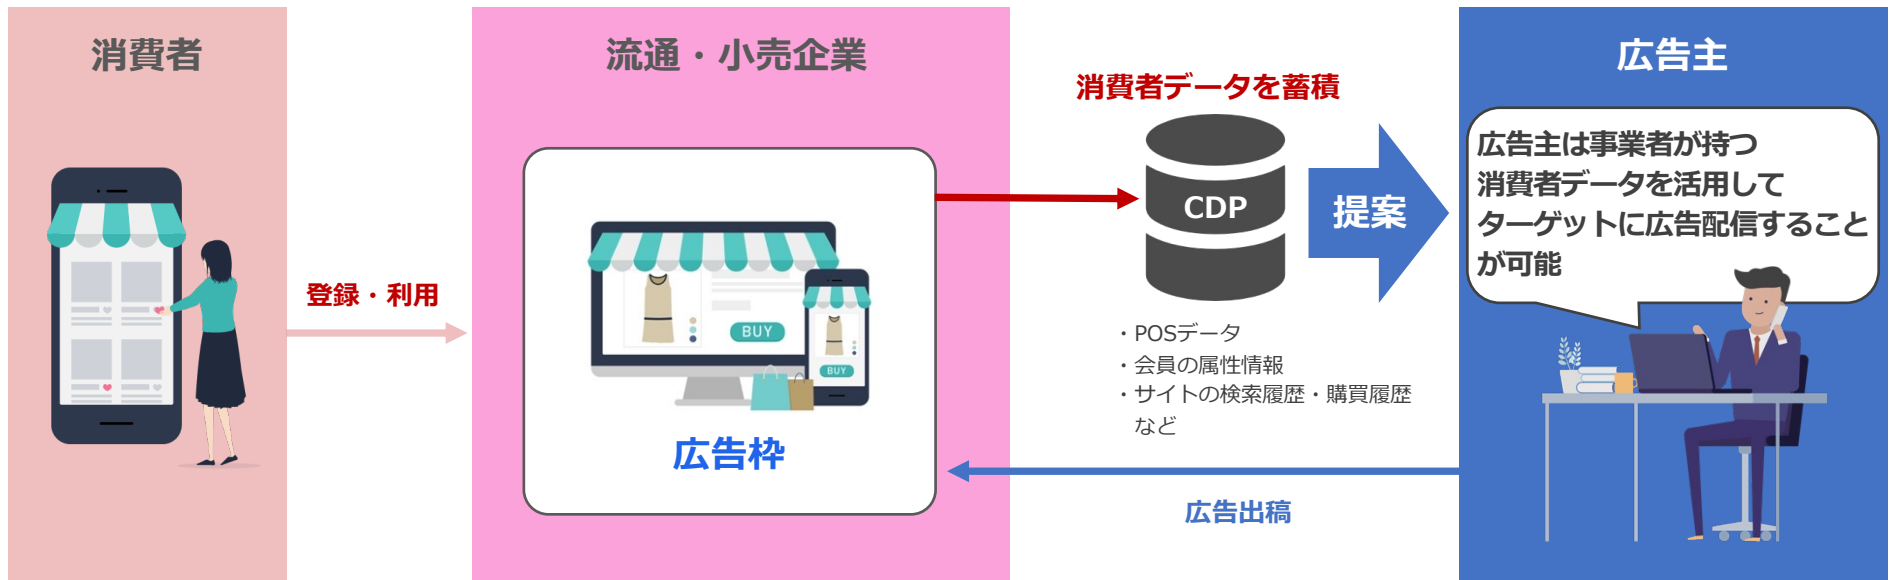 消費者
流通・小売企業
広告主
消費者データを蓄積
広告主は事業者が持つ
消費者データを活用して
ターゲットに広告配信すること
が可能
CDP
提案
登録・利用
BUY
BUY
・POSデータ
・会員の属性情報
・サイトの検索履歴・購買履歴
など
広告枠
広告出稿